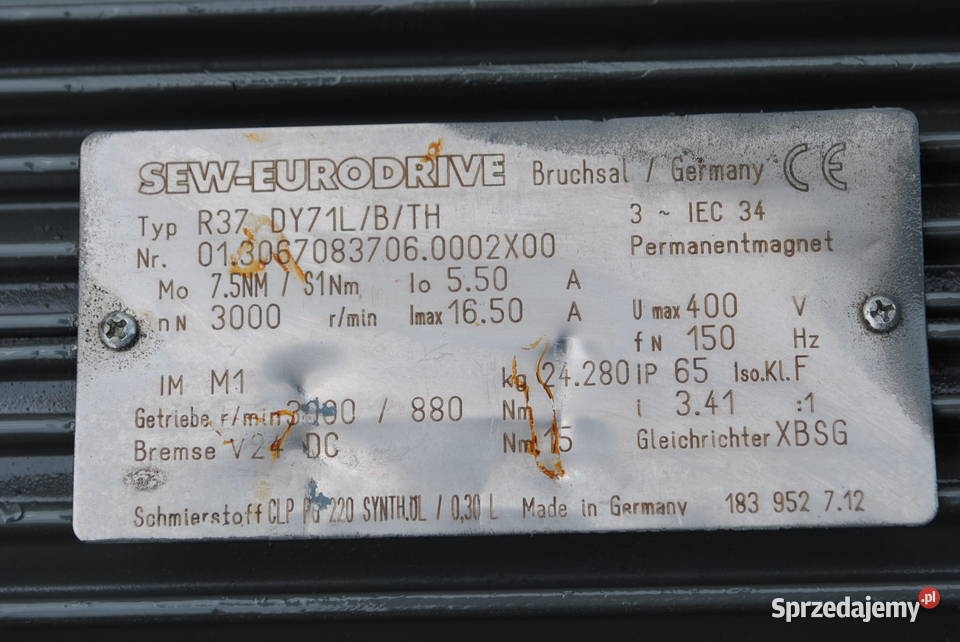 SEW-EURODRIVE Bruchsal / Germany CE
Typ R37 DY71L/B/TH 3 ~ IEC 34
Nr. 01.3067083706.0002X00 Permanentmagnet
Mo 7.5NM / S1Nm Io 5.50 A
nN 3000 r/min Imax 16.50 A U max 400 V
fN 150 Hz
IM M1 kg 24.280 IP 65 Iso.Kl. F
Getriebe r/min 3000 / 880 Nm i 3.41 :1
Bremse V 24 DC Nm 15 Gleichrichter XBSG
Schmierstoff CLP PG 220 SYNTH.ÖL / 0,30 L Made in Germany 183 952 7.12
Sprzedajemy.pl